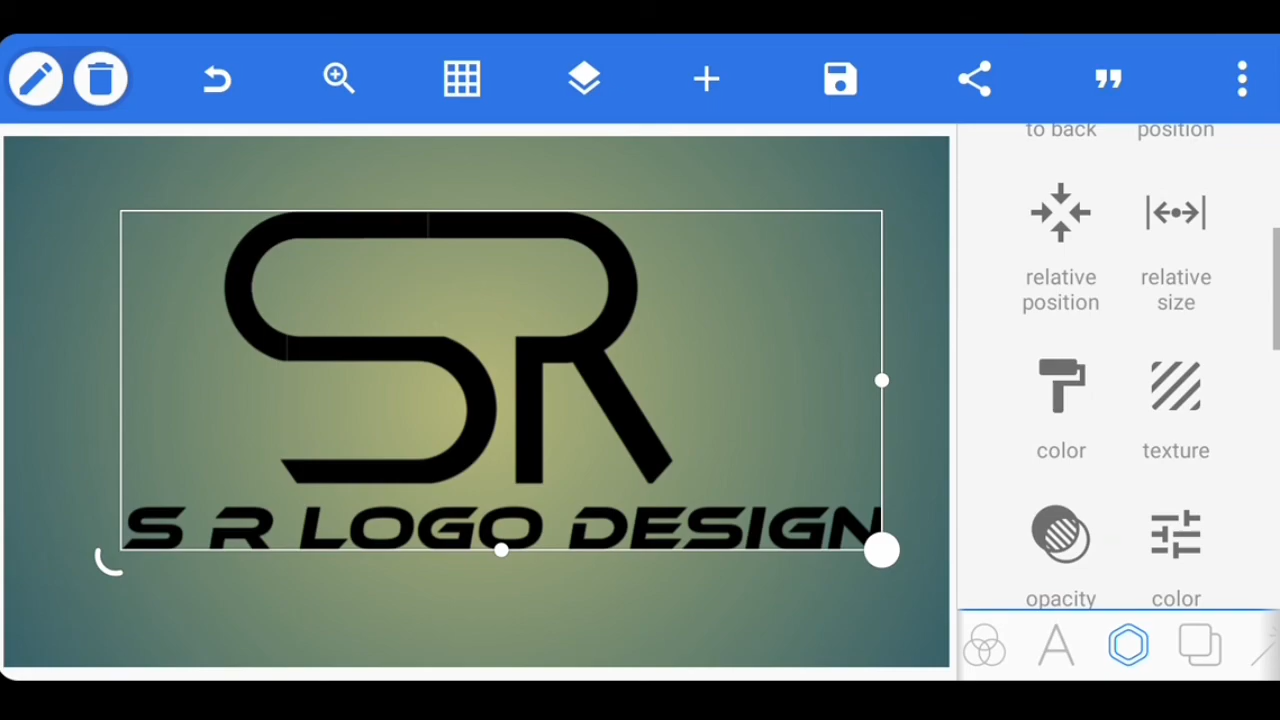 to back
position
SR
S R LOGO DESIGN
relative
position
relative
size
color
texture
opacity
color